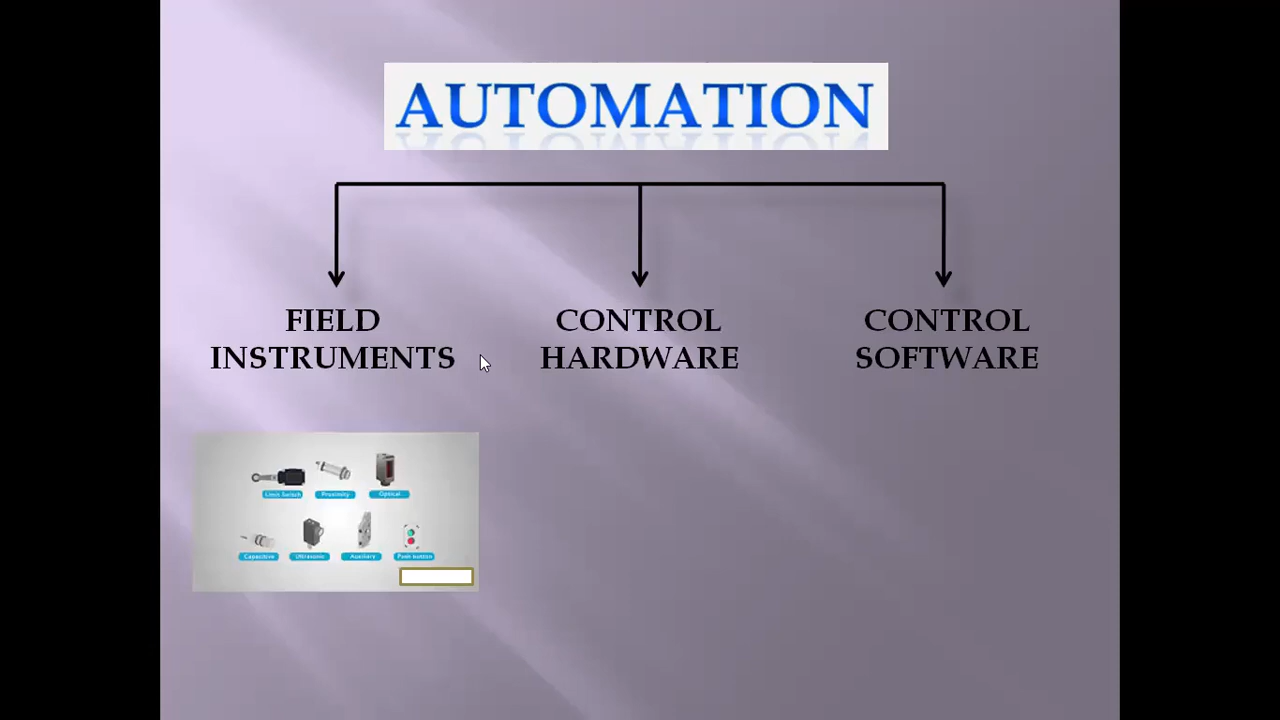 AUTOMATION
FIELD
INSTRUMENTS
CONTROL
HARDWARE
CONTROL
SOFTWARE
Limit Switch
Proximity
Optical
Capacitive
Ultrasonic
Auxiliary
Push button